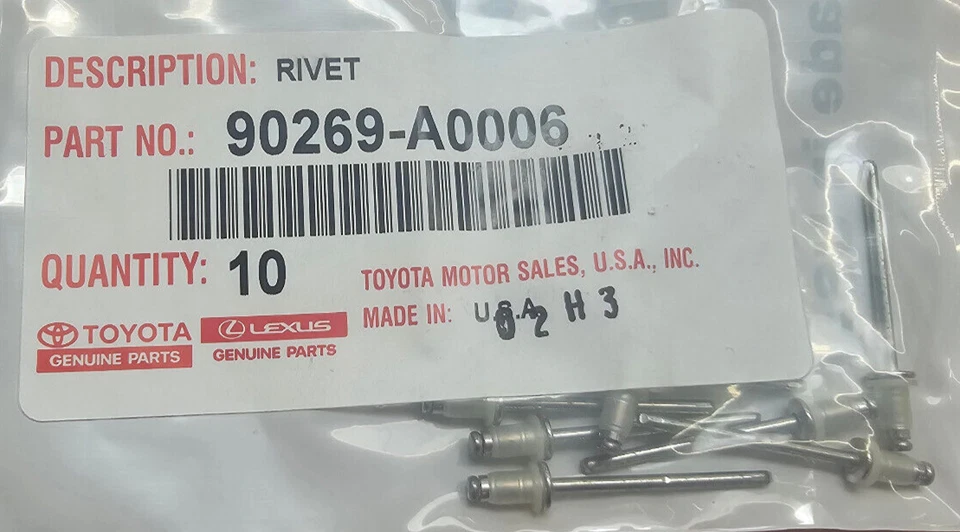 DESCRIPTION: RIVET
PART NO.: 90269-A0006
QUANTITY: 10
TOYOTA MOTOR SALES, U.S.A., INC.
MADE IN: U.S.A
02 H 3
TOYOTA
GENUINE PARTS
LEXUS
GENUINE PARTS